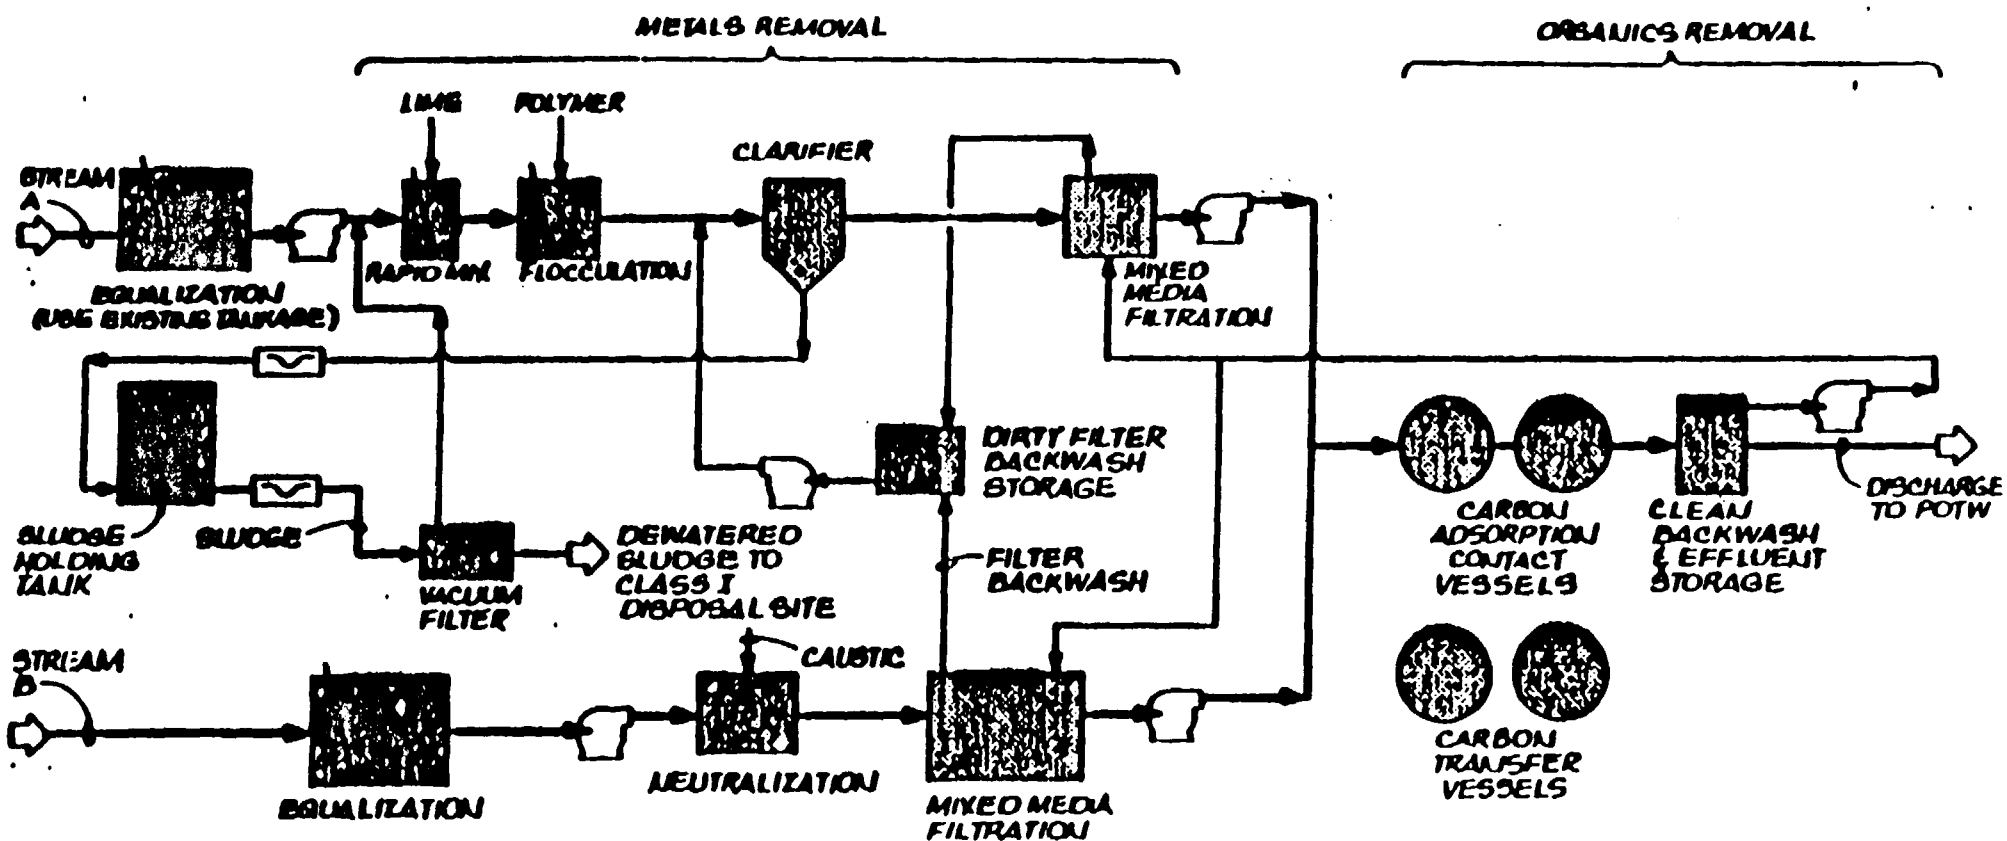 METALS REMOVAL
ORGANICS REMOVAL
LIME
POLYMER
CLARIFIER
STREAM
A
RAPID MIX
FLOCCULATION
EQUALIZATION
(USE EXISTING TANKAGE)
MIXED
MEDIA
FILTRATION
DIRTY FILTER
BACKWASH
STORAGE
SLUDGE
HOLDING
TANK
SLUDGE
VACUUM
FILTER
DEWATERED
SLUDGE TO
CLASS I
DISPOSAL SITE
FILTER
BACKWASH
CARBON
ADSORPTION
CONTACT
VESSELS
CLEAN
BACKWASH
& EFFLUENT
STORAGE
DISCHARGE
TO POTW
STREAM
B
CAUSTIC
EQUALIZATION
NEUTRALIZATION
MIXED MEDIA
FILTRATION
CARBON
TRANSFER
VESSELS